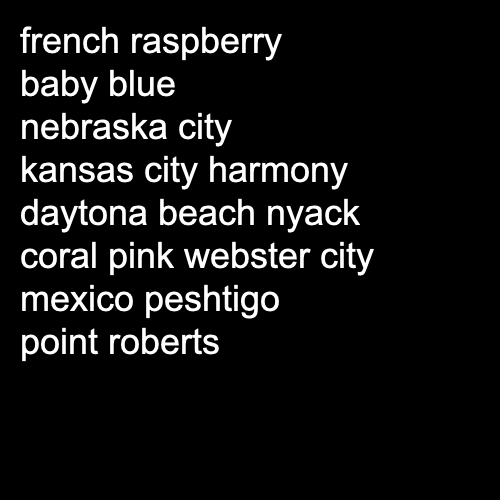 french raspberry
baby blue
nebraska city
kansas city harmony
daytona beach nyack
coral pink webster city
mexico peshtigo
point roberts